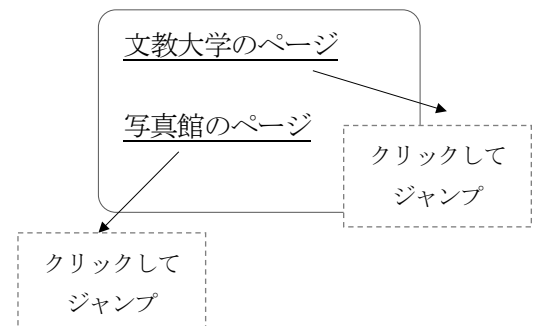 文教大学のページ
写真館のページ
クリックして
ジャンプ
クリックして
ジャンプ